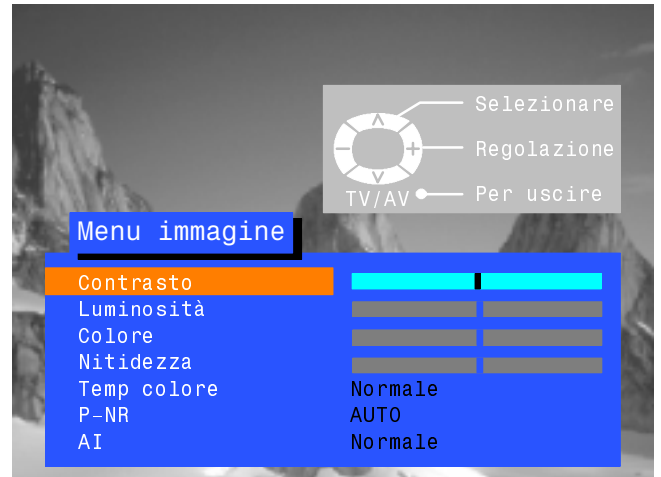 Selezionare
Regolazione
TV/AV Per uscire
Menu immagine
Contrasto
Luminosità
Colore
Nitidezza
Temp colore Normale
P-NR AUTO
AI Normale